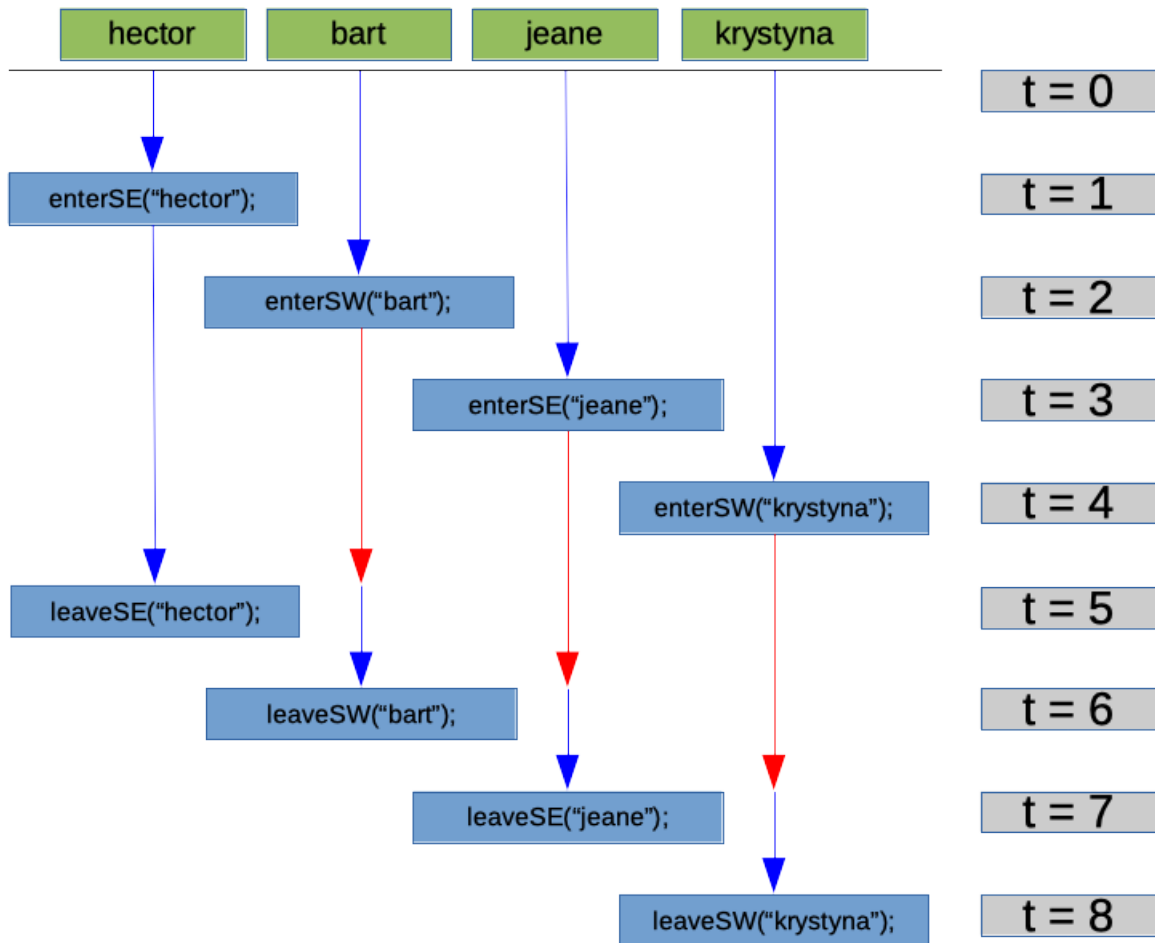 hector
bart
jeane
krystyna
t = 0
enterSE(“hector”);
t = 1
enterSW(“bart”);
t = 2
enterSE(“jeane”);
t = 3
enterSW(“krystyna”);
t = 4
leaveSE(“hector”);
t = 5
leaveSW(“bart”);
t = 6
leaveSE(“jeane”);
t = 7
leaveSW(“krystyna”);
t = 8